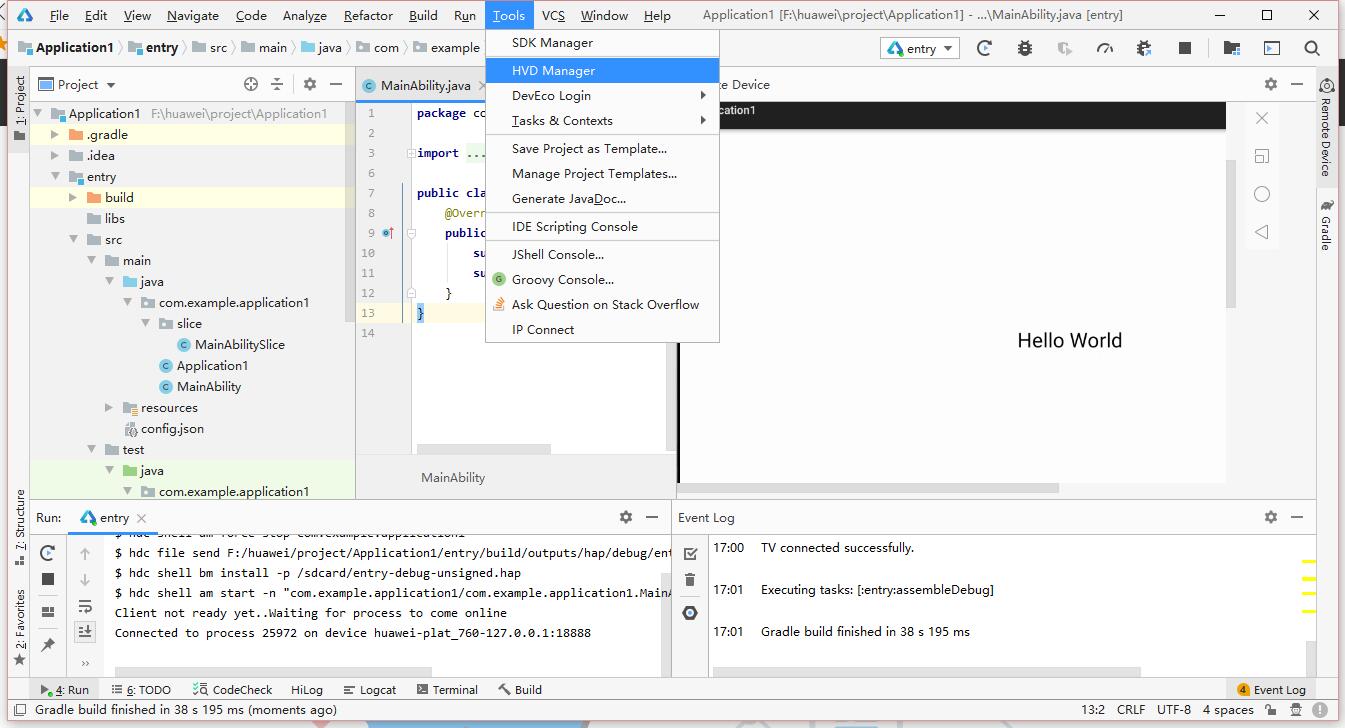 File Edit View Navigate Code Analyze Refactor Build Run Tools VCS Window Help Application1 [F:\huawei\project\Application1] - ...\MainAbility.java [entry]
Application1 entry src main java com example entry
SDK Manager
HVD Manager
DevEco Login
Tasks & Contexts
Save Project as Template...
Manage Project Templates...
Generate JavaDoc...
IDE Scripting Console
JShell Console...
Groovy Console...
Ask Question on Stack Overflow
IP Connect
1: Project
Project
Application1 F:\huawei\project\Application1
.gradle
.idea
entry
build
libs
src
main
java
com.example.application1
slice
MainAbilitySlice
Application1
MainAbility
resources
config.json
test
java
com.example.application1
MainAbility.java
1 package co
2
3 import ...
6
7 public cla
8 @Overr
9 public
10 su
11 su
12 }
13 }
14
MainAbility
Device
cation1
Hello World
Remote Device
Gradle
7: Structure
2: Favorites
Run: entry
$ hdc shell am force-stop com.example.application1
$ hdc file send F:/huawei/project/Application1/entry/build/outputs/hap/debug/ent
$ hdc shell bm install -p /sdcard/entry-debug-unsigned.hap
$ hdc shell am start -n "com.example.application1/com.example.application1.MainA
Client not ready yet..Waiting for process to come online
Connected to process 25972 on device huawei-plat_760-127.0.0.1:18888
Event Log
17:00 TV connected successfully.
17:01 Executing tasks: [:entry:assembleDebug]
17:01 Gradle build finished in 38 s 195 ms
4: Run 6: TODO CodeCheck HiLog Logcat Terminal Build 4 Event Log
Gradle build finished in 38 s 195 ms (moments ago) 13:2 CRLF UTF-8 4 spaces